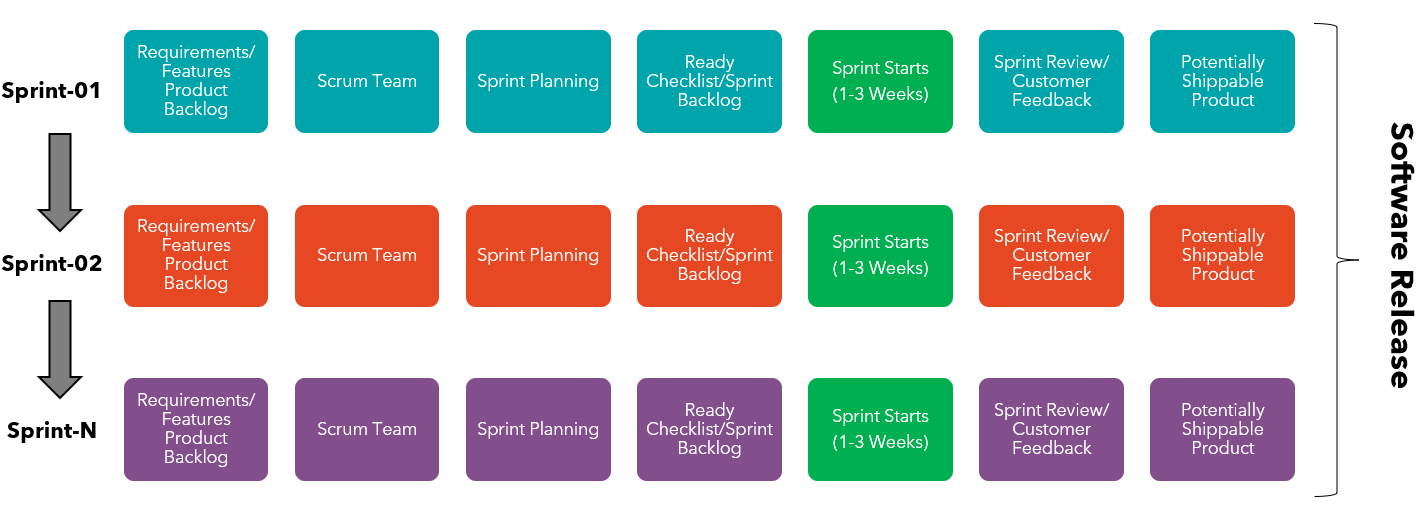 Sprint-01
Requirements/
Features
Product
Backlog
Scrum Team
Sprint Planning
Ready
Checklist/Sprint
Backlog
Sprint Starts
(1-3 Weeks)
Sprint Review/
Customer
Feedback
Potentially
Shippable
Product
Sprint-02
Requirements/
Features
Product
Backlog
Scrum Team
Sprint Planning
Ready
Checklist/Sprint
Backlog
Sprint Starts
(1-3 Weeks)
Sprint Review/
Customer
Feedback
Potentially
Shippable
Product
Sprint-N
Requirements/
Features
Product
Backlog
Scrum Team
Sprint Planning
Ready
Checklist/Sprint
Backlog
Sprint Starts
(1-3 Weeks)
Sprint Review/
Customer
Feedback
Potentially
Shippable
Product
Software Release